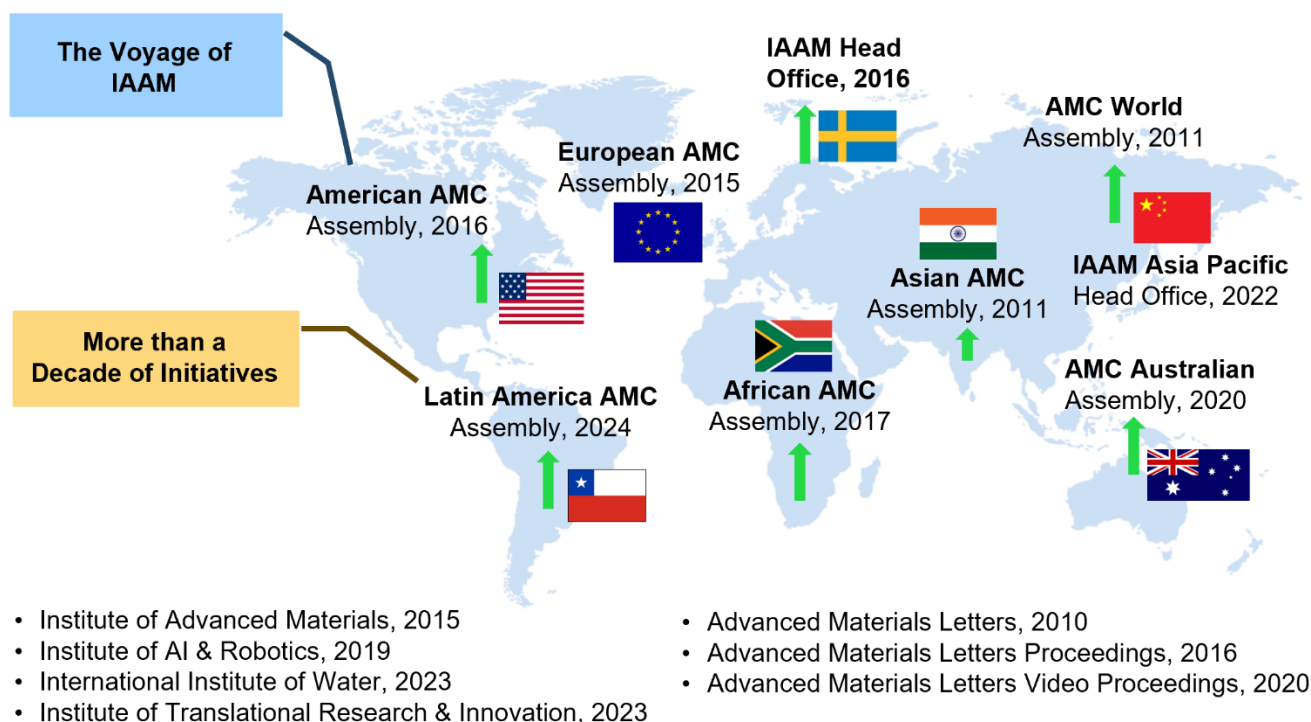 The Voyage of
IAAM
IAAM Head
Office, 2016
AMC World
Assembly, 2011
European AMC
Assembly, 2015
American AMC
Assembly, 2016
Asian AMC
Assembly, 2011
IAAM Asia Pacific
Head Office, 2022
More than a
Decade of Initiatives
Latin America AMC
Assembly, 2024
African AMC
Assembly, 2017
AMC Australian
Assembly, 2020
• Institute of Advanced Materials, 2015
• Institute of AI & Robotics, 2019
• International Institute of Water, 2023
• Institute of Translational Research & Innovation, 2023
• Advanced Materials Letters, 2010
• Advanced Materials Letters Proceedings, 2016
• Advanced Materials Letters Video Proceedings, 2020